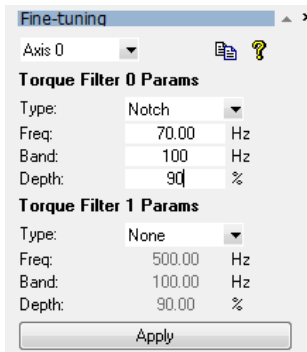 Fine-tuning
Axis 0
Torque Filter 0 Params
Type: Notch
Freq: 70.00 Hz
Band: 100 Hz
Depth: 90 %
Torque Filter 1 Params
Type: None
Freq: 500.00 Hz
Band: 100.00 Hz
Depth: 90.00 %
Apply